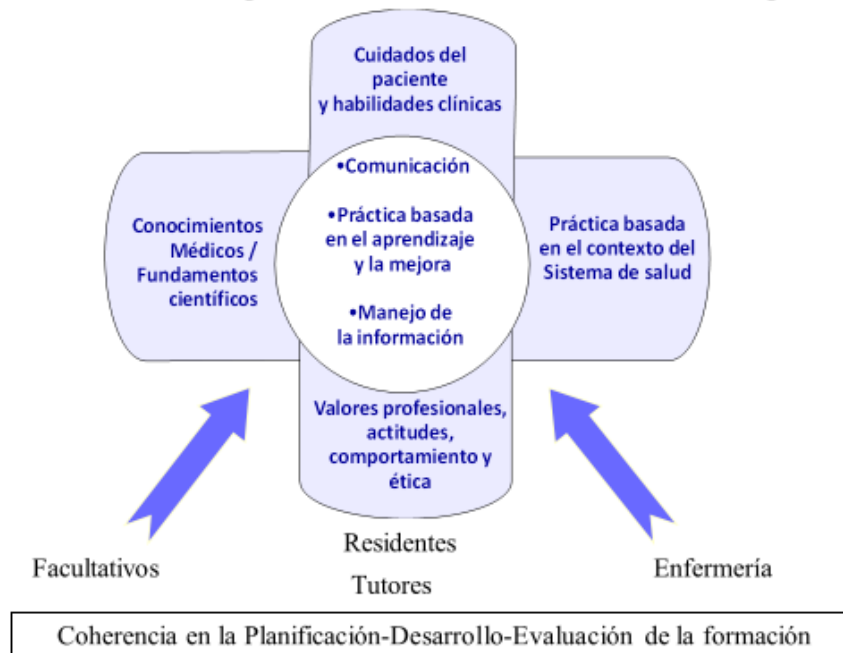 Cuidados del
paciente
y habilidades clínicas
•Comunicación
•Práctica basada
en el aprendizaje
y la mejora
•Manejo de
la información
Conocimientos
Médicos /
Fundamentos
científicos
Práctica basada
en el contexto del
Sistema de salud
Valores profesionales,
actitudes,
comportamiento y
ética
Facultativos
Residentes
Tutores
Enfermería
Coherencia en la Planificación-Desarrollo-Evaluación de la formación